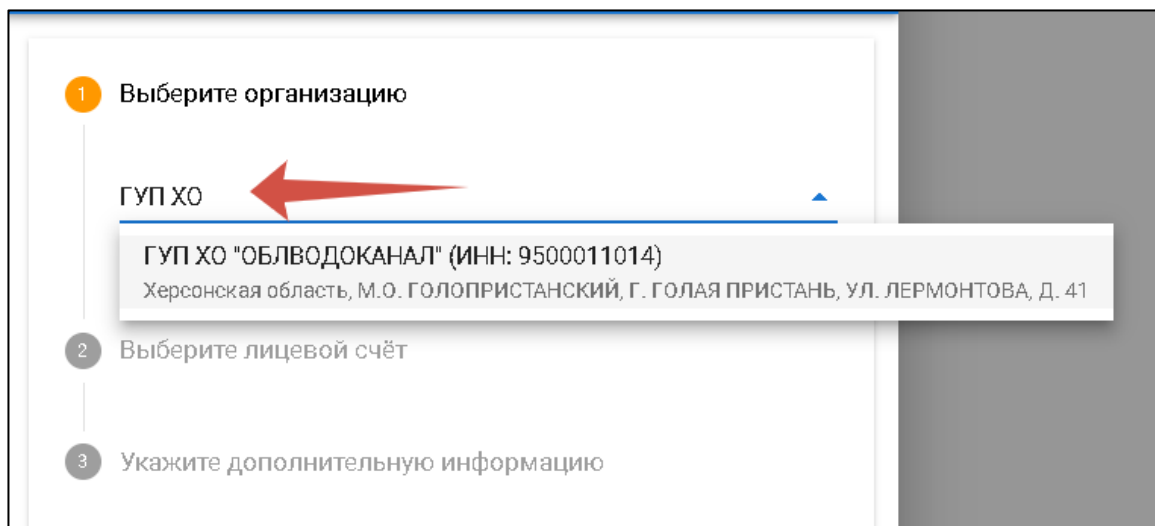 1 Выберите организацию
ГУП ХО
ГУП ХО "ОБЛВОДОКАНАЛ" (ИНН: 9500011014)
Херсонская область, М.О. ГОЛОПРИСТАНСКИЙ, Г. ГОЛАЯ ПРИСТАНЬ, УЛ. ЛЕРМОНТОВА, Д. 41
2 Выберите лицевой счёт
3 Укажите дополнительную информацию